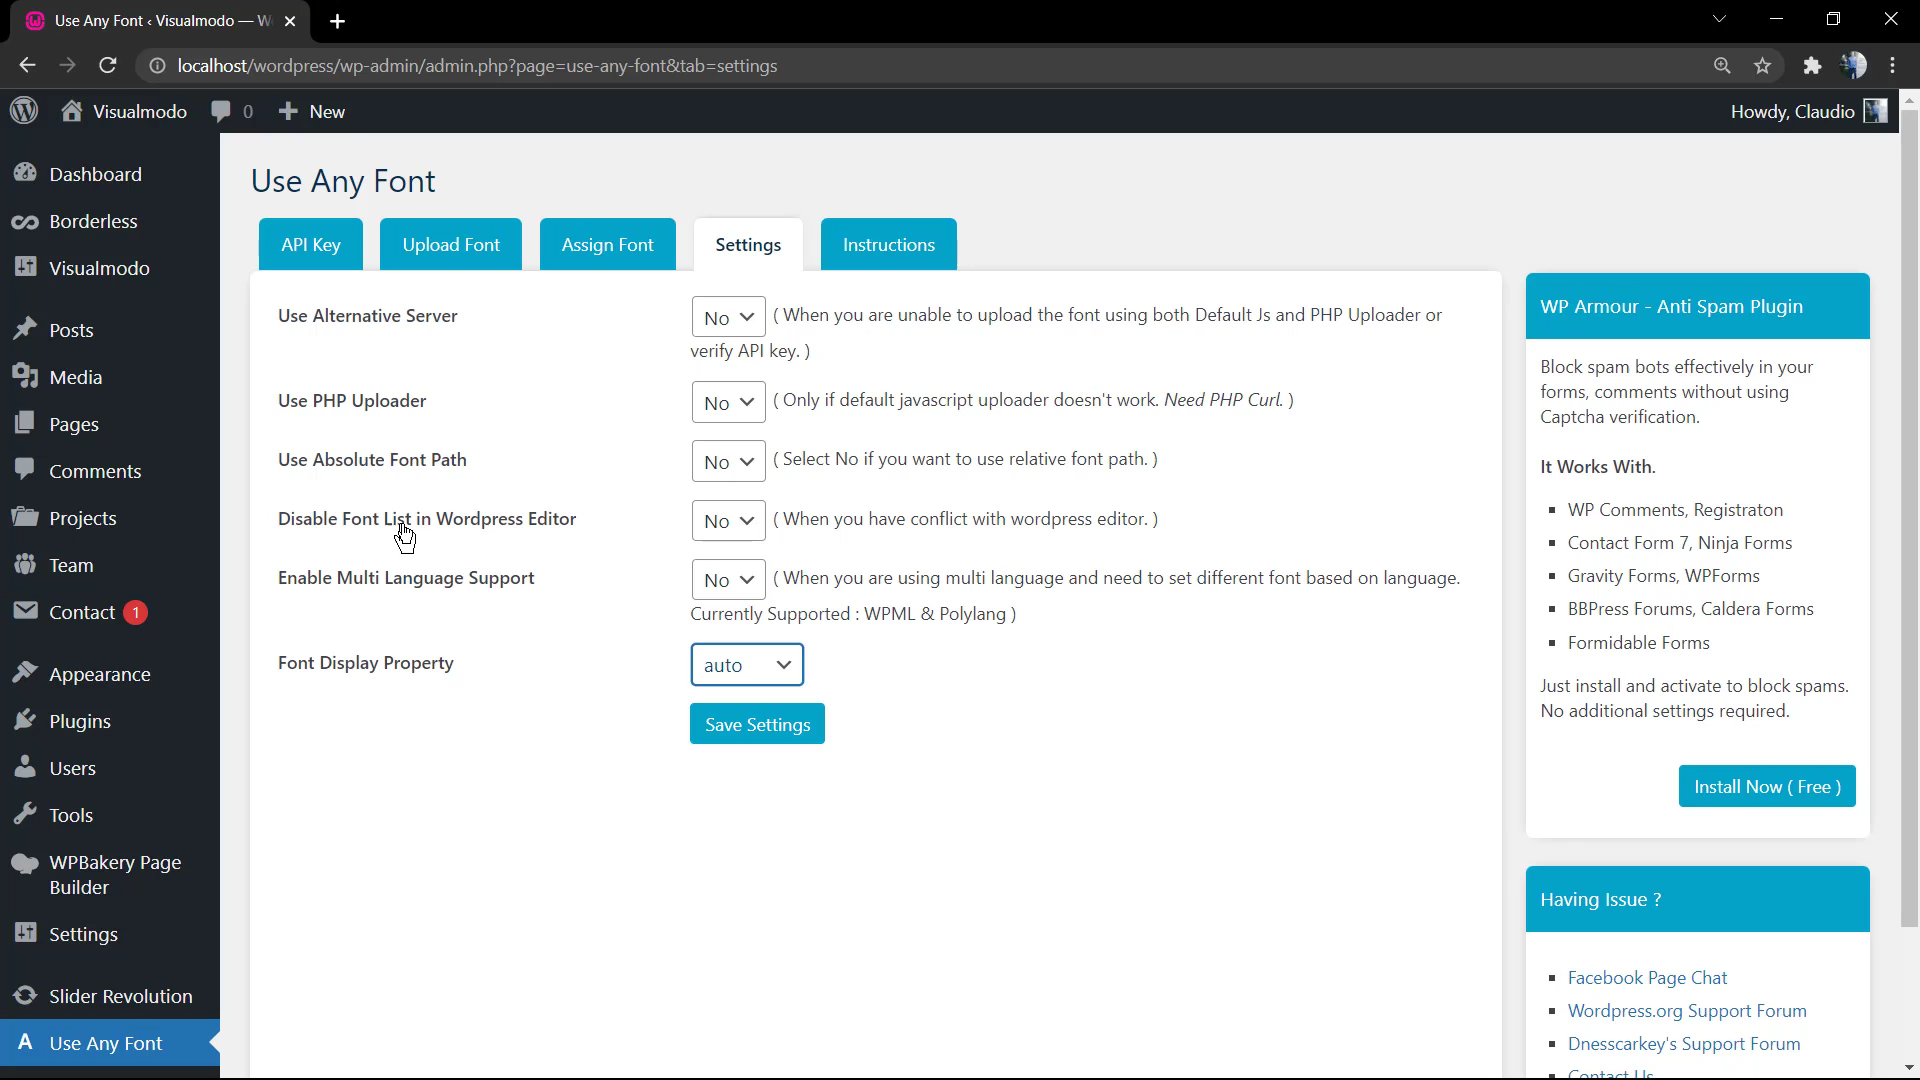 Use Any Font ‹ Visualmodo — W
localhost/wordpress/wp-admin/admin.php?page=use-any-font&tab=settings
Visualmodo 0 New
Howdy, Claudio
Dashboard
Borderless
Visualmodo
Posts
Media
Pages
Comments
Projects
Team
Contact 1
Appearance
Plugins
Users
Tools
WPBakery Page
Builder
Settings
Slider Revolution
A Use Any Font
Use Any Font
API Key Upload Font Assign Font Settings Instructions
Use Alternative Server No ( When you are unable to upload the font using both Default Js and PHP Uploader or
verify API key. )
Use PHP Uploader No ( Only if default javascript uploader doesn't work. Need PHP Curl. )
Use Absolute Font Path No ( Select No if you want to use relative font path. )
Disable Font List in Wordpress Editor No ( When you have conflict with wordpress editor. )
Enable Multi Language Support No ( When you are using multi language and need to set different font based on language.
Currently Supported : WPML & Polylang )
Font Display Property auto
Save Settings
WP Armour - Anti Spam Plugin
Block spam bots effectively in your
forms, comments without using
Captcha verification.
It Works With.
WP Comments, Registraton
Contact Form 7, Ninja Forms
Gravity Forms, WPForms
BBPress Forums, Caldera Forms
Formidable Forms
Just install and activate to block spams.
No additional settings required.
Install Now ( Free )
Having Issue ?
Facebook Page Chat
Wordpress.org Support Forum
Dnesscarkey's Support Forum
Contact Us